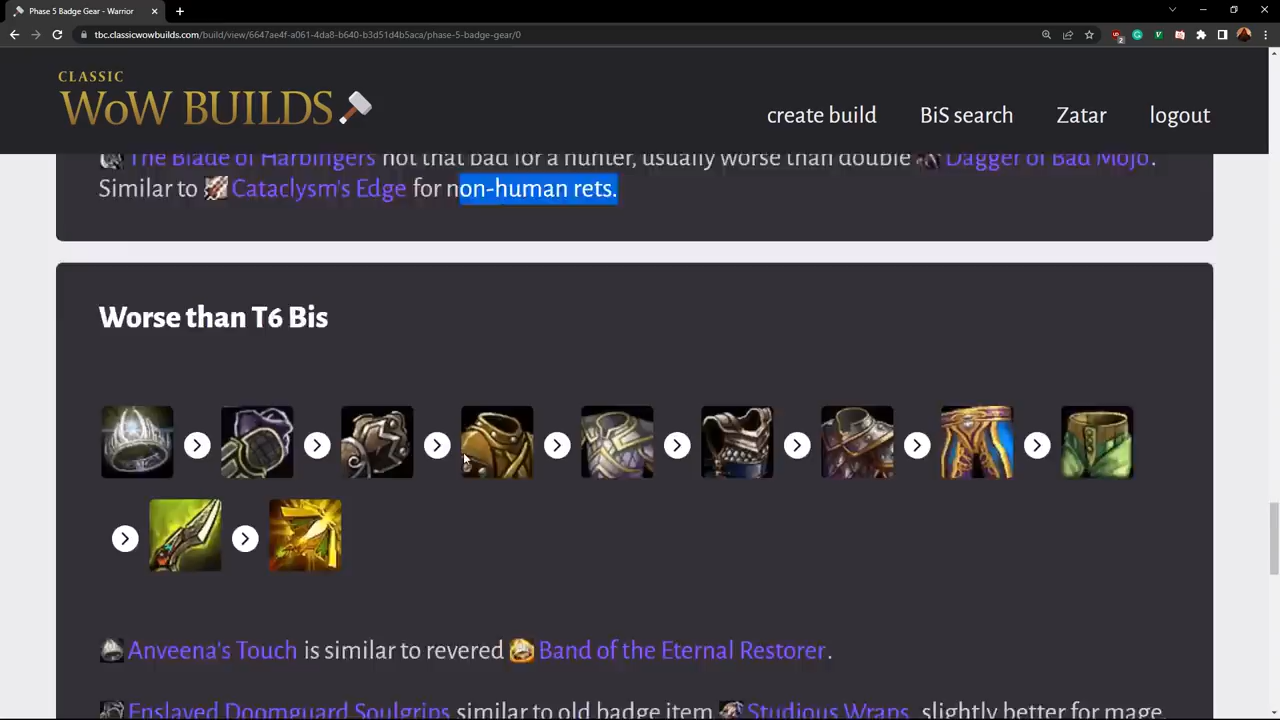 Phase 5 Badge Gear - Warrior
tbc.classicwowbuilds.com/build/view/6647ae4f-a061-4da8-b640-b3d51d4b5aca/phase-5-badge-gear/0
2
CLASSIC
WoW BUILDS
create build
BiS search
Zatar
logout
The Blade of Harbingers not that bad for a hunter, usually worse than double Dagger of Bad Mojo.
Similar to Cataclysm's Edge for non-human rets.
Worse than T6 Bis
Anveena's Touch is similar to revered Band of the Eternal Restorer.
Enslaved Doomguard Soulgrips similar to old badge item Studious Wraps, slightly better for mage.